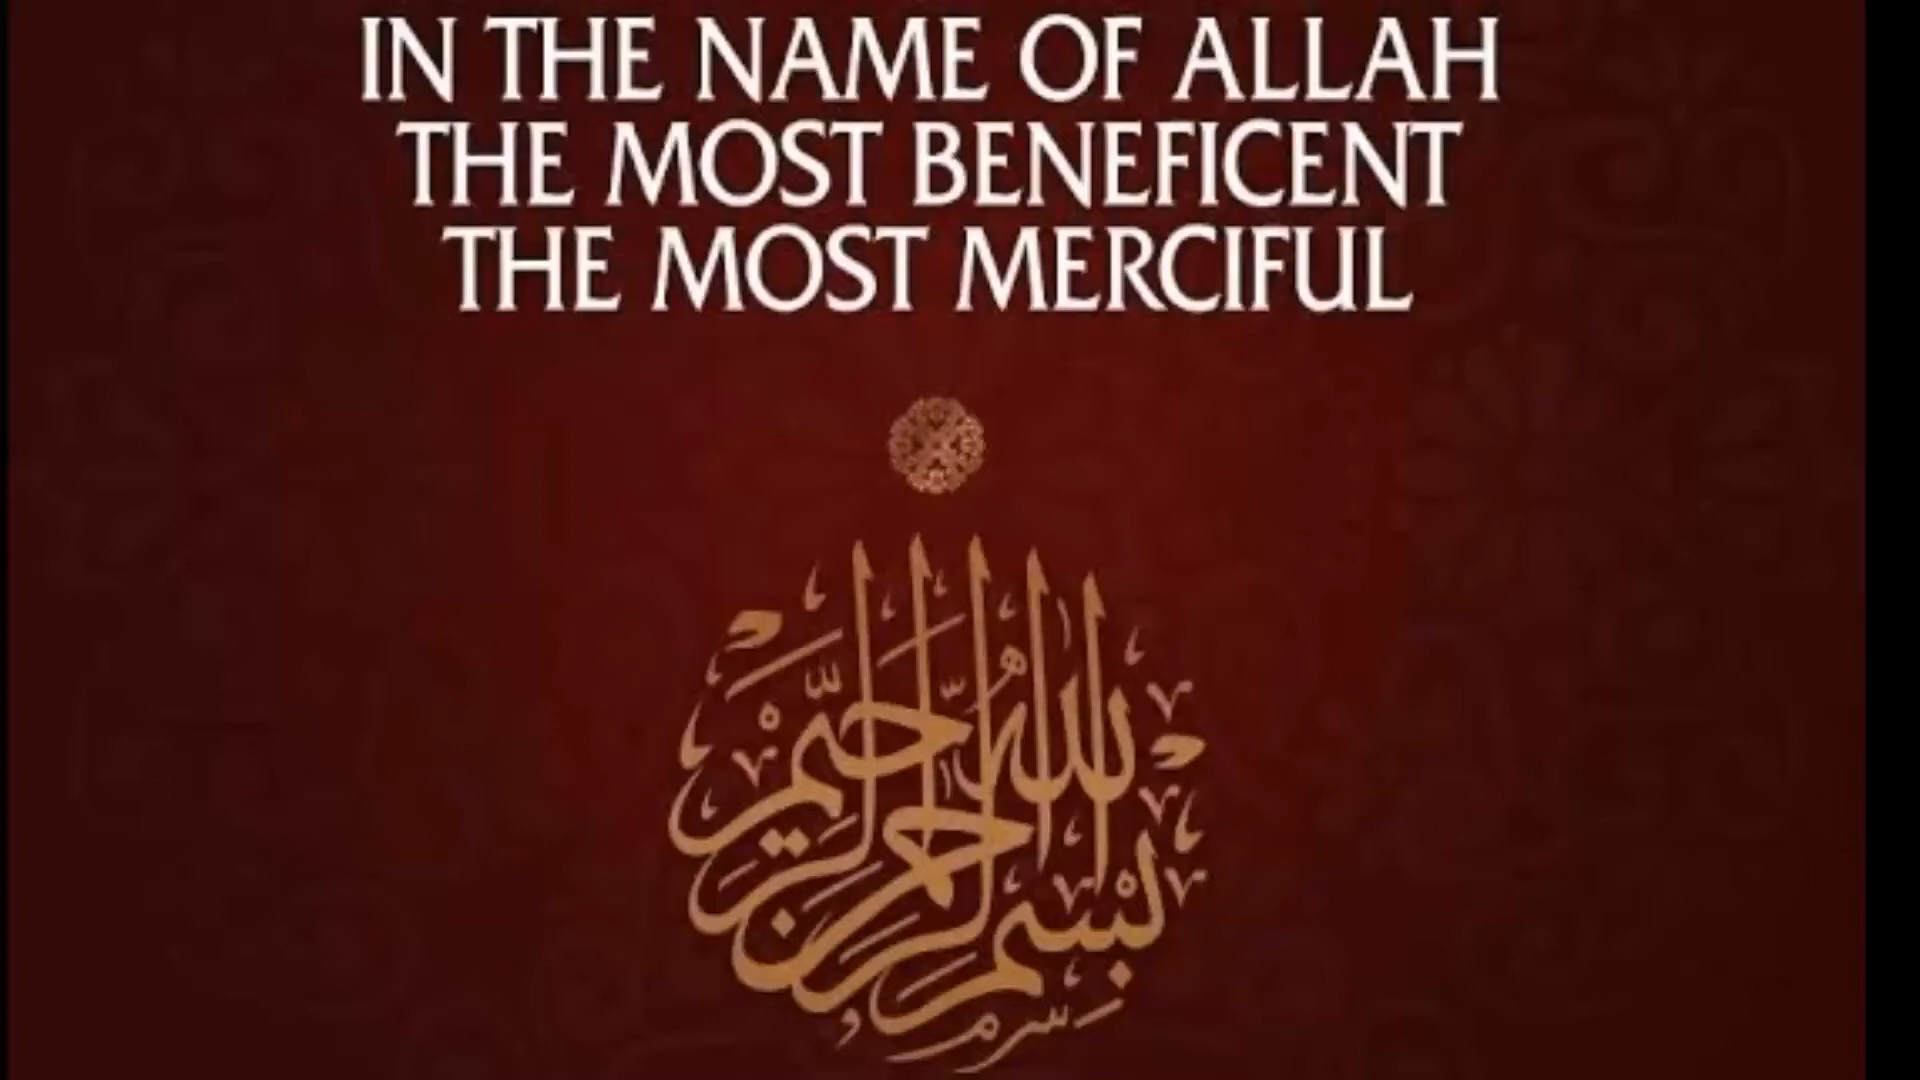 IN THE NAME OF ALLAH
THE MOST BENEFICENT
THE MOST MERCIFUL
بسم الله الرحمن الرحيم